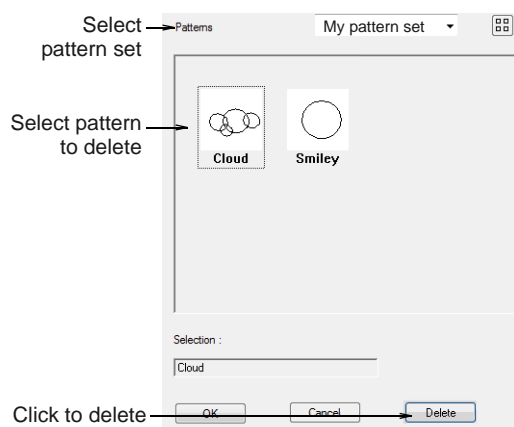 Select
pattern set
Patterns
My pattern set
Select pattern
to delete
Cloud
Smiley
Selection :
Cloud
Click to delete
OK
Cancel
Delete